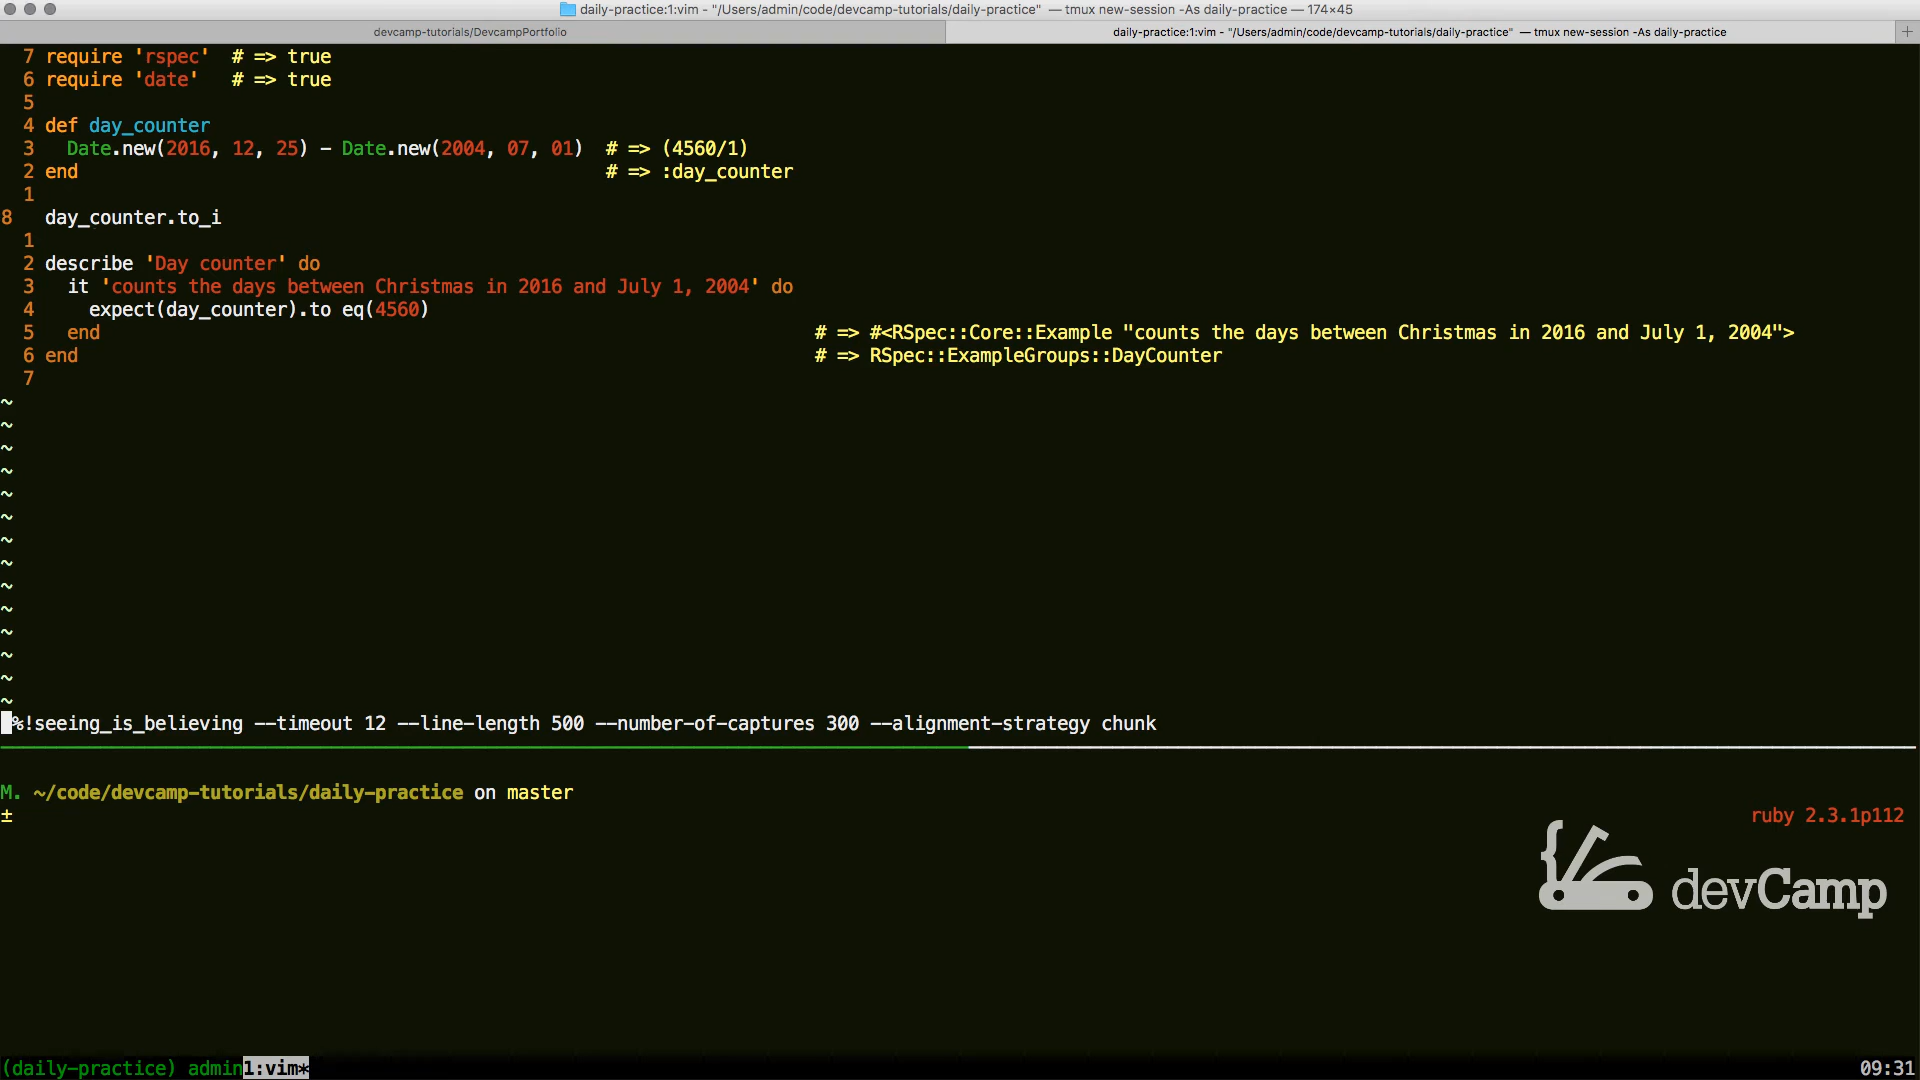 daily-practice:1:vim - "/Users/admin/code/devcamp-tutorials/daily-practice" — tmux new-session -As daily-practice — 174×45
devcamp-tutorials/DevcampPortfolio
daily-practice:1:vim - "/Users/admin/code/devcamp-tutorials/daily-practice" — tmux new-session -As daily-practice
+
7 require 'rspec'  # => true
6 require 'date'   # => true
5
4 def day_counter
3   Date.new(2016, 12, 25) - Date.new(2004, 07, 01)  # => (4560/1)
2 end                                                # => :day_counter
1
8   day_counter.to_i
1
2 describe 'Day counter' do
3   it 'counts the days between Christmas in 2016 and July 1, 2004' do
4     expect(day_counter).to eq(4560)
5   end                                                                 # => #<RSpec::Core::Example "counts the days between Christmas in 2016 and July 1, 2004">
6 end                                                                   # => RSpec::ExampleGroups::DayCounter
7
~
~
~
~
~
~
~
~
~
~
~
~
~
~
%!seeing_is_believing --timeout 12 --line-length 500 --number-of-captures 300 --alignment-strategy chunk
M. ~/code/devcamp-tutorials/daily-practice on master
± ruby 2.3.1p112
devCamp
(daily-practice) admin 1:vim* 09:31